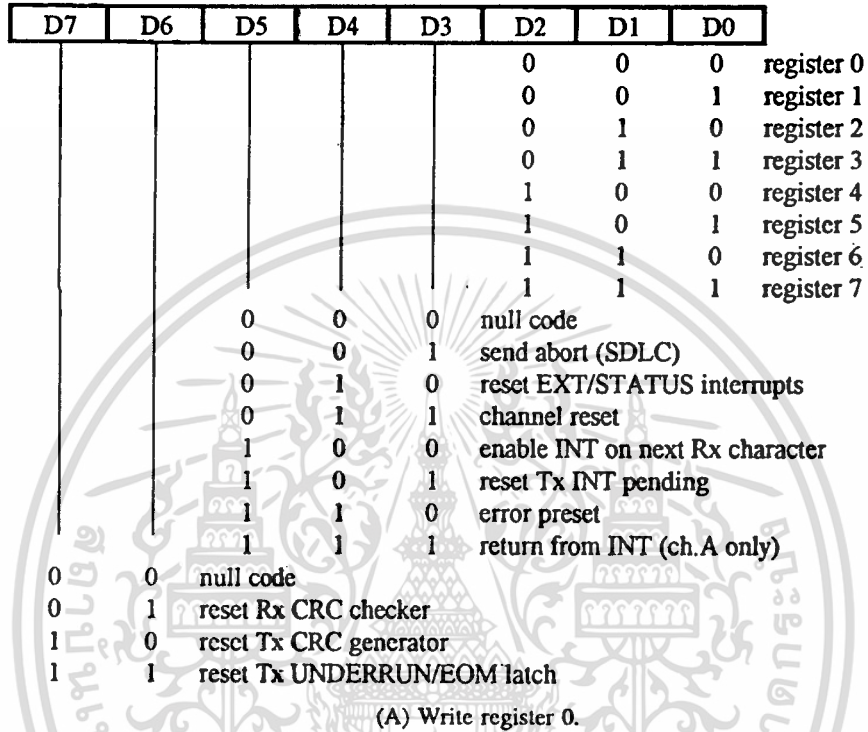 D7 D6 D5 D4 D3 D2 D1 D0
0 0 0 register 0
0 0 1 register 1
0 1 0 register 2
0 1 1 register 3
1 0 0 register 4
1 0 1 register 5
1 1 0 register 6
1 1 1 register 7
0 0 0 null code
0 0 1 send abort (SDLC)
0 1 0 reset EXT/STATUS interrupts
0 1 1 channel reset
1 0 0 enable INT on next Rx character
1 0 1 reset Tx INT pending
1 1 0 error preset
1 1 1 return from INT (ch.A only)
0 0 null code
0 1 reset Rx CRC checker
1 0 reset Tx CRC generator
1 1 reset Tx UNDERRUN/EOM latch
(A) Write register 0.